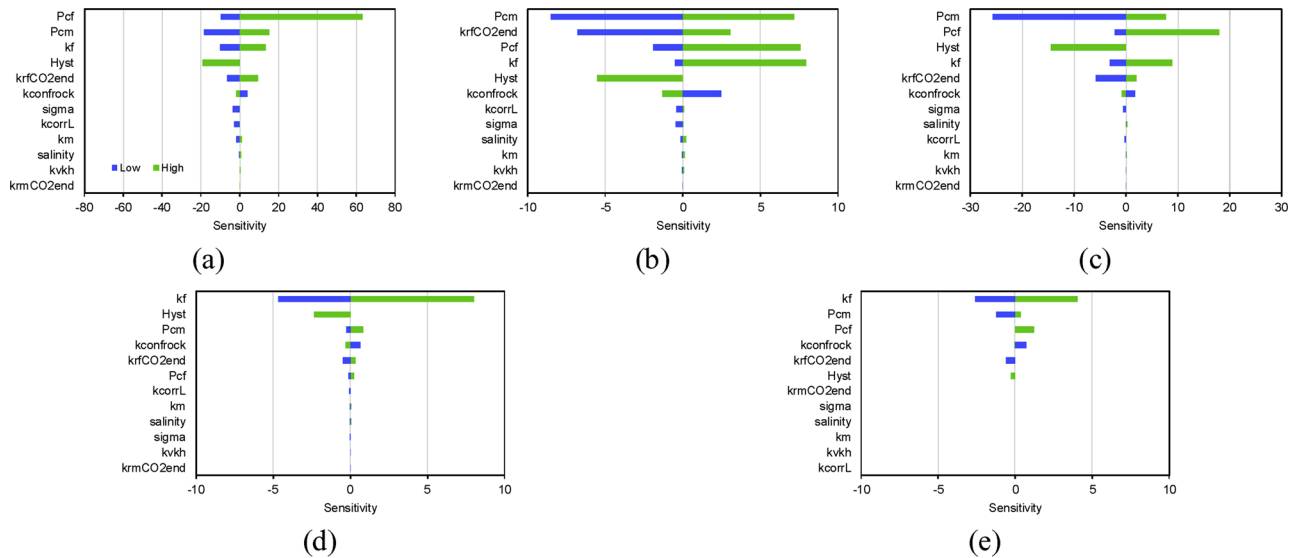 Pcf
Pcm
kf
Hyst
krfCO2end
kconfrock
sigma
kcorrL
km
salinity
kvkh
krmCO2end
Low High
-80 -60 -40 -20 0 20 40 60 80
Sensitivity
(a)
Pcm
krfCO2end
Pcf
kf
Hyst
kconfrock
kcorrL
sigma
salinity
km
kvkh
krmCO2end
-10 -5 0 5 10
Sensitivity
(b)
Pcm
Pcf
Hyst
kf
krfCO2end
kconfrock
sigma
salinity
kcorrL
km
kvkh
krmCO2end
-30 -20 -10 0 10 20 30
Sensitivity
(c)
kf
Hyst
Pcm
kconfrock
krfCO2end
Pcf
kcorrL
km
salinity
sigma
kvkh
krmCO2end
-10 -5 0 5 10
Sensitivity
(d)
kf
Pcm
Pcf
kconfrock
krfCO2end
Hyst
krmCO2end
sigma
salinity
km
kvkh
kcorrL
-10 -5 0 5 10
Sensitivity
(e)